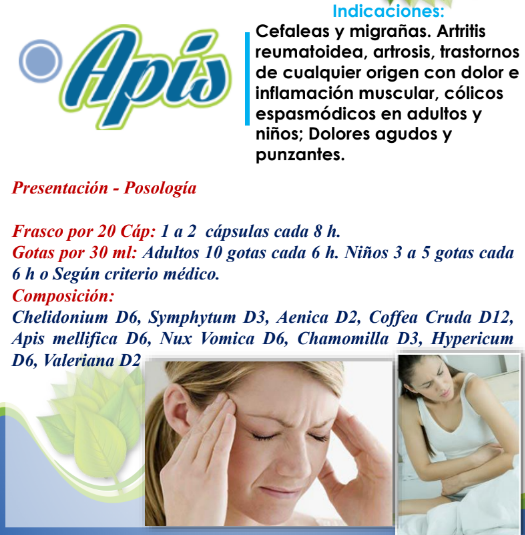 Indicaciones:
Apis
Cefaleas y migrañas. Artritis
reumatoidea, artrosis, trastornos
de cualquier origen con dolor e
inflamación muscular, cólicos
espasmódicos en adultos y
niños; Dolores agudos y
punzantes.
Presentación - Posología
Frasco por 20 Cáp: 1 a 2 cápsulas cada 8 h.
Gotas por 30 ml: Adultos 10 gotas cada 6 h. Niños 3 a 5 gotas cada
6 h o Según criterio médico.
Composición:
Chelidonium D6, Symphytum D3, Aenica D2, Coffea Cruda D12,
Apis mellifica D6, Nux Vomica D6, Chamomilla D3, Hypericum
D6, Valeriana D2